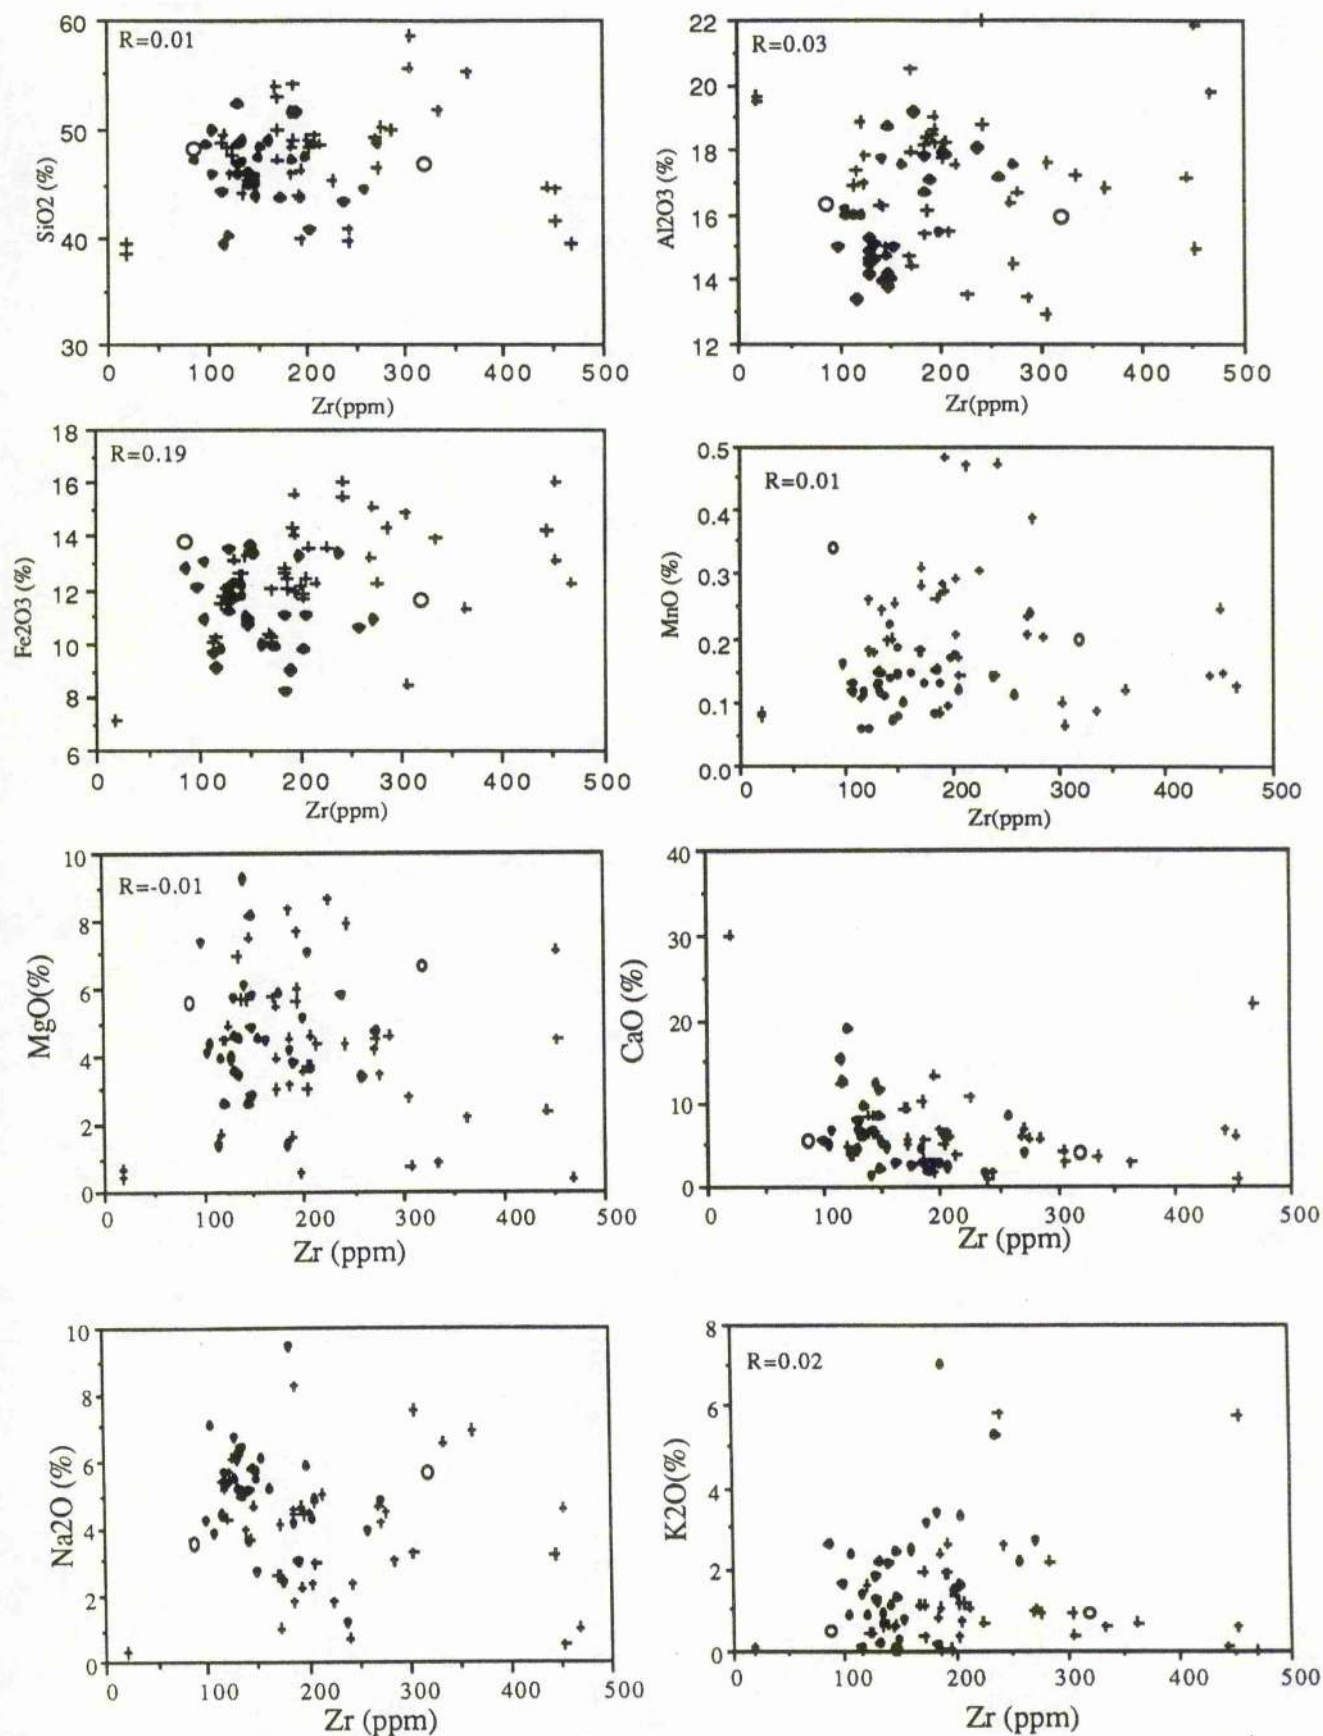 60
50
40
30
SiO2 (%)
R=0.01
0 100 200 300 400 500
Zr(ppm)
22
20
18
16
14
12
Al2O3 (%)
R=0.03
0 100 200 300 400 500
Zr(ppm)
18
16
14
12
10
8
6
Fe2O3 (%)
R=0.19
0 100 200 300 400 500
Zr(ppm)
0.5
0.4
0.3
0.2
0.1
0.0
MnO (%)
R=0.01
0 100 200 300 400 500
Zr(ppm)
10
8
6
4
2
0
MgO(%)
R=-0.01
0 100 200 300 400 500
Zr (ppm)
40
30
20
10
0
CaO (%)
0 100 200 300 400 500
Zr (ppm)
10
8
6
4
2
0
Na2O (%)
0 100 200 300 400 500
Zr (ppm)
8
6
4
2
0
K2O(%)
R=0.02
0 100 200 300 400 500
Zr (ppm)